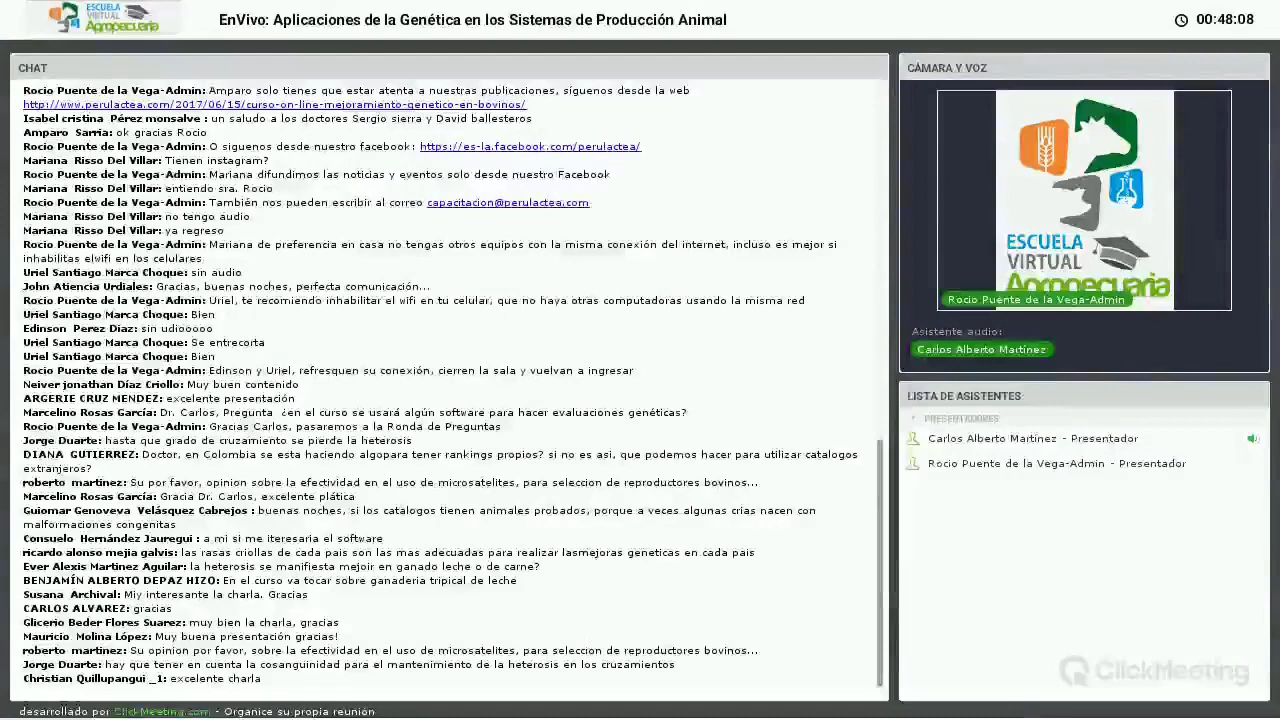 ESCUELA
VIRTUAL
Agropecuaria
EnVivo: Aplicaciones de la Genética en los Sistemas de Producción Animal
00:48:08
CHAT
Rocio Puente de la Vega-Admin: Amparo solo tienes que estar atenta a nuestras publicaciones, síguenos desde la web
http://www.perulactea.com/2017/06/15/curso-on-line-mejoramiento-genetico-en-bovinos/
Isabel cristina Pérez monsalve : un saludo a los doctores Sergio sierra y David ballesteros
Amparo Sarria: ok gracias Rocio
Rocio Puente de la Vega-Admin: O siguenos desde nuestro facebook: https://es-la.facebook.com/perulactea/
Mariana Risso Del Villar: Tienen instagram?
Rocio Puente de la Vega-Admin: Mariana difundimos las noticias y eventos solo desde nuestro Facebook
Mariana Risso Del Villar: entiendo sra. Rocio
Rocio Puente de la Vega-Admin: También nos pueden escribir al correo capacitacion@perulactea.com
Mariana Risso Del Villar: no tengo audio
Mariana Risso Del Villar: ya regreso
Rocio Puente de la Vega-Admin: Mariana de preferencia en casa no tengas otros equipos con la misma conexión del internet, incluso es mejor si
inhabilitas elwifi en los celulares
Uriel Santiago Marca Choque: sin audio
John Atiencia Urdiales: Gracias, buenas noches, perfecta comunicación...
Rocio Puente de la Vega-Admin: Uriel, te recomiendo inhabilitar el wifi en tu celular, que no haya otras computadoras usando la misma red
Uriel Santiago Marca Choque: Bien
Edinson Perez Diaz: sin udioooo
Uriel Santiago Marca Choque: Se entrecorta
Uriel Santiago Marca Choque: Bien
Rocio Puente de la Vega-Admin: Edinson y Uriel, refresquen su conexión, cierren la sala y vuelvan a ingresar
Neiver jonathan Díaz Criollo: Muy buen contenido
ARGERIE CRUZ MENDEZ: excelente presentación
Marcelino Rosas García: Dr. Carlos, Pregunta ¿en el curso se usará algún software para hacer evaluaciones genéticas?
Rocio Puente de la Vega-Admin: Gracias Carlos, pasaremos a la Ronda de Preguntas
Jorge Duarte: hasta que grado de cruzamiento se pierde la heterosis
DIANA GUTIERREZ: Doctor, en Colombia se esta haciendo algopara tener rankings propios? si no es asi, que podemos hacer para utilizar catalogos
extranjeros?
roberto martinez: Su por favor, opinion sobre la efectividad en el uso de microsatelites, para seleccion de reproductores bovinos...
Marcelino Rosas García: Gracia Dr. Carlos, excelente plática
Guiomar Genoveva Velásquez Cabrejos : buenas noches, si los catalogos tienen animales probados, porque a veces algunas crias nacen con
malformaciones congenitas
Consuelo Hernández Jauregui : a mi si me iteresaria el software
ricardo alonso mejia galvis: las rasas criollas de cada pais son las mas adecuadas para realizar lasmejoras geneticas en cada pais
Ever Alexis Martinez Aguilar: la heterosis se manifiesta mejoir en ganado leche o de carne?
BENJAMÍN ALBERTO DEPAZ HIZO: En el curso va tocar sobre ganaderia tripical de leche
Susana Archival: Miy interesante la charla. Gracias
CARLOS ALVAREZ: gracias
Glicerio Beder Flores Suarez: muy bien la charla, gracias
Mauricio Molina López: Muy buena presentación gracias!
roberto martinez: Su opinion por favor, sobre la efectividad en el uso de microsatelites, para seleccion de reproductores bovinos...
Jorge Duarte: hay que tener en cuenta la cosanguinidad para el mantenimiento de la heterosis en los cruzamientos
Christian Quillupangui _1: excelente charla
desarrollado por ClickMeeting.com - Organice su propia reunión
CÁMARA Y VOZ
ESCUELA
VIRTUAL
Agropecuaria
Rocio Puente de la Vega-Admin
Asistente audio:
Carlos Alberto Martínez
LISTA DE ASISTENTES
PRESENTADORES
Carlos Alberto Martínez - Presentador
Rocio Puente de la Vega-Admin - Presentador
ClickMeeting